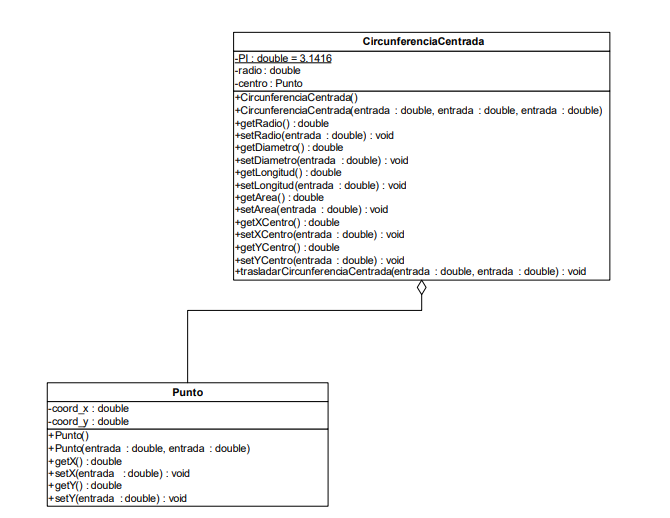 CircunferenciaCentrada
-PI : double = 3.1416
-radio : double
-centro : Punto
+CircunferenciaCentrada()
+CircunferenciaCentrada(entrada : double, entrada : double, entrada : double)
+getRadio() : double
+setRadio(entrada : double) : void
+getDiametro() : double
+setDiametro(entrada : double) : void
+getLongitud() : double
+setLongitud(entrada : double) : void
+getArea() : double
+setArea(entrada : double) : void
+getXCentro() : double
+setXCentro(entrada : double) : void
+getYCentro() : double
+setYCentro(entrada : double) : void
+trasladarCircunferenciaCentrada(entrada : double, entrada : double) : void
Punto
-coord_x : double
-coord_y : double
+Punto()
+Punto(entrada : double, entrada : double)
+getX() : double
+setX(entrada : double) : void
+getY() : double
+setY(entrada : double) : void